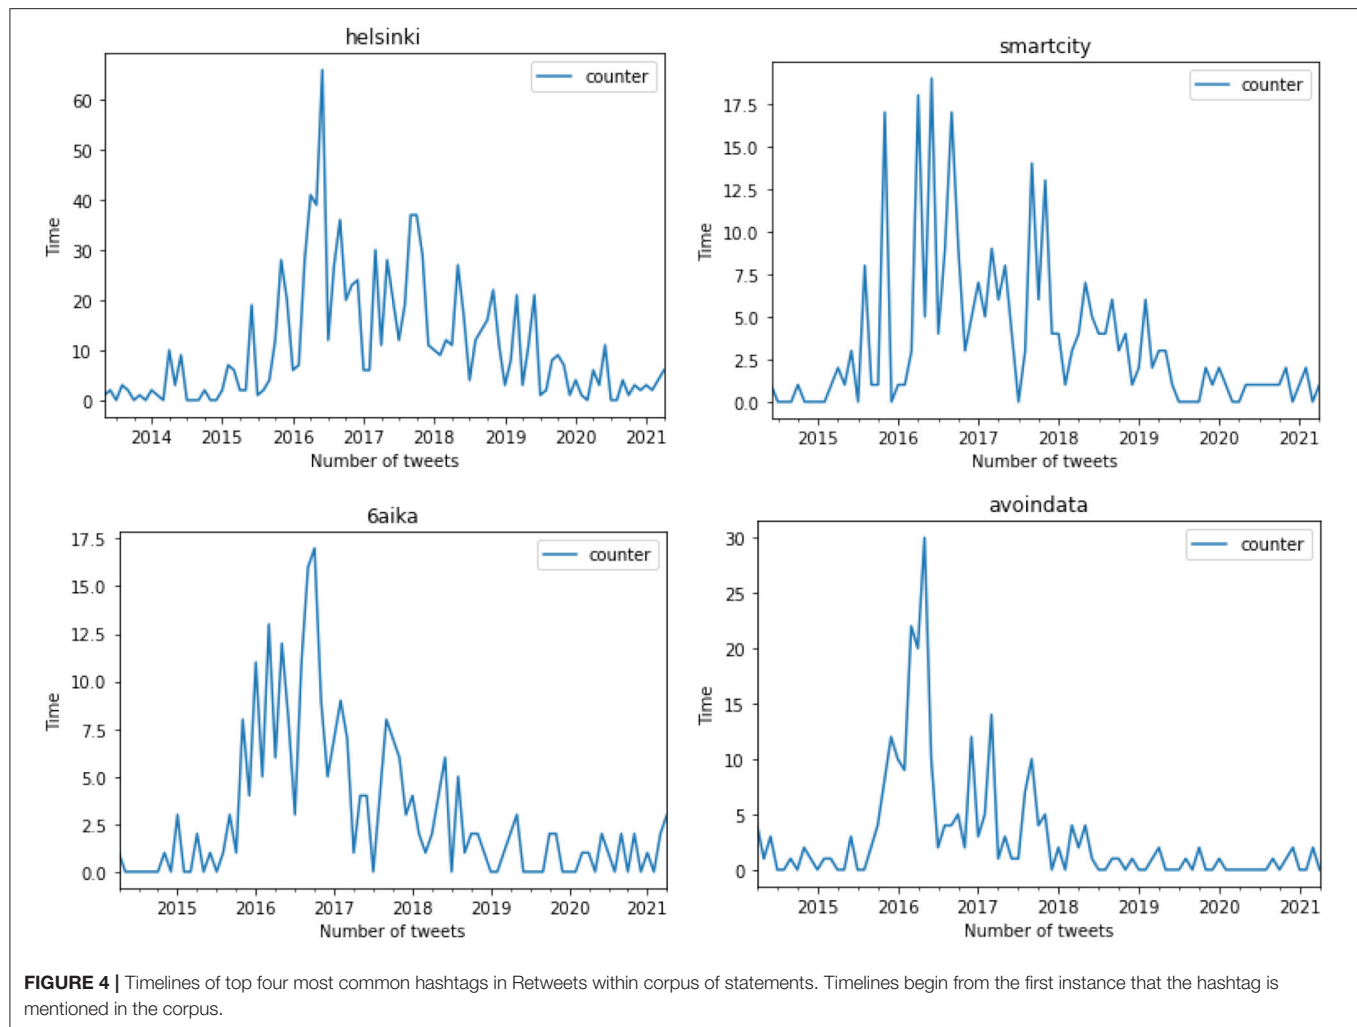 helsinki
counter
60
50
40
30
20
10
0
Time
2014 2015 2016 2017 2018 2019 2020 2021
Number of tweets
smartcity
counter
17.5
15.0
12.5
10.0
7.5
5.0
2.5
0.0
Time
2015 2016 2017 2018 2019 2020 2021
Number of tweets
6aika
counter
17.5
15.0
12.5
10.0
7.5
5.0
2.5
0.0
Time
2015 2016 2017 2018 2019 2020 2021
Number of tweets
avoindata
counter
30
25
20
15
10
5
0
Time
2015 2016 2017 2018 2019 2020 2021
Number of tweets
FIGURE 4 | Timelines of top four most common hashtags in Retweets within corpus of statements. Timelines begin from the first instance that the hashtag is
mentioned in the corpus.